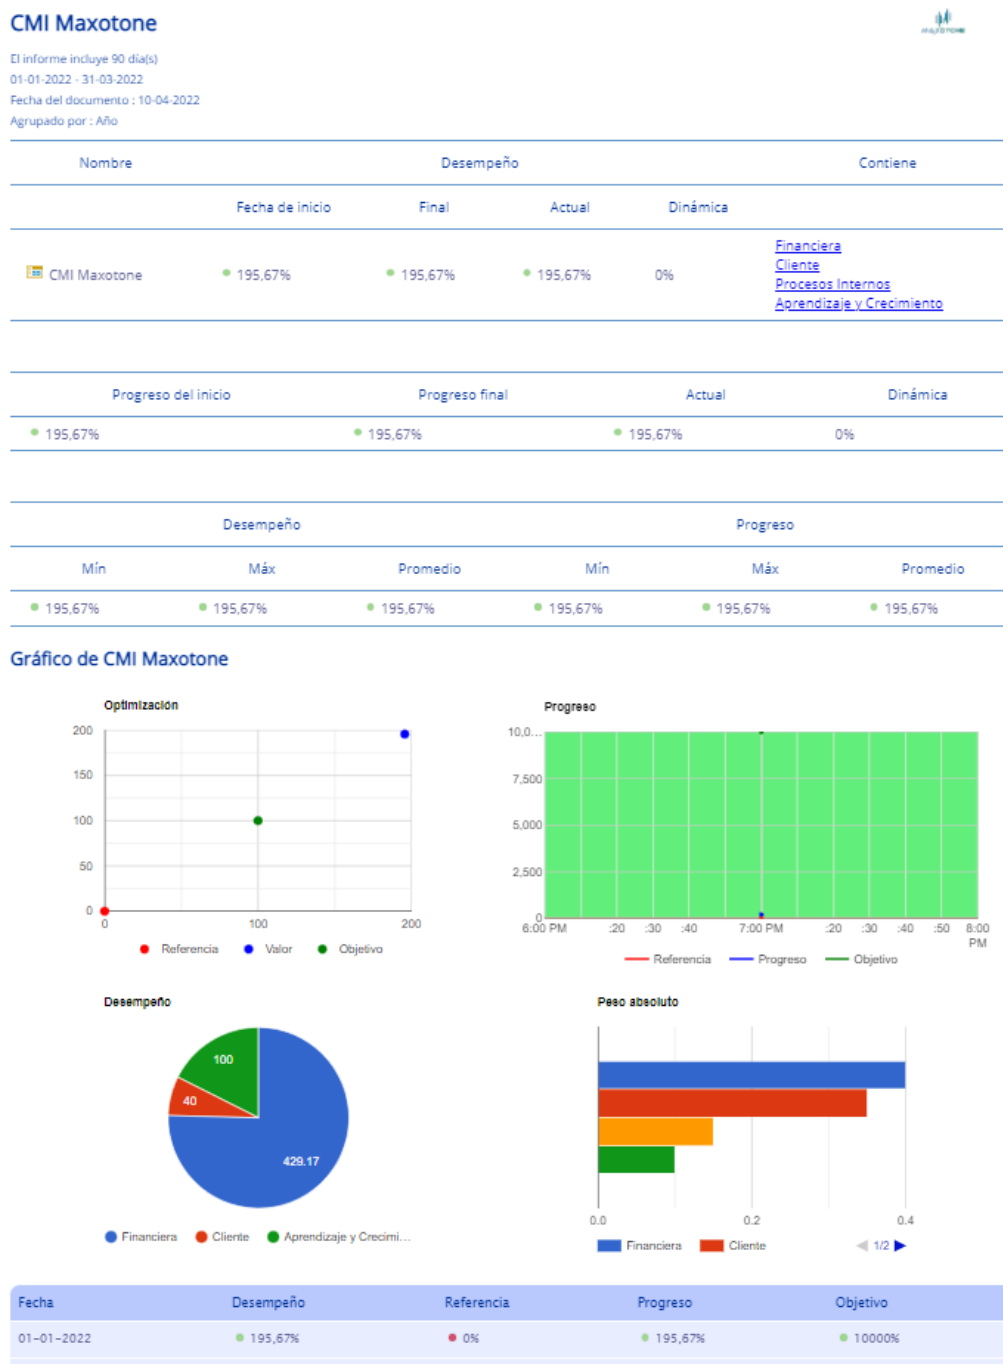 CMI Maxotone
MAXOTONE
El informe incluye 90 día(s)
01-01-2022 - 31-03-2022
Fecha del documento : 10-04-2022
Agrupado por : Año
Nombre Desempeño Contiene
Fecha de inicio Final Actual Dinámica
CMI Maxotone 195,67% 195,67% 195,67% 0%
Financiera
Cliente
Procesos Internos
Aprendizaje y Crecimiento
Progreso del inicio Progreso final Actual Dinámica
195,67% 195,67% 195,67% 0%
Desempeño Progreso
Mín Máx Promedio Mín Máx Promedio
195,67% 195,67% 195,67% 195,67% 195,67% 195,67%
Gráfico de CMI Maxotone
Optimización
200
150
100
50
0
0 100 200
Referencia Valor Objetivo
Progreso
10,0...
7,500
5,000
2,500
0
6:00 PM :20 :30 :40 7:00 PM :20 :30 :40 :50 8:00
PM
Referencia Progreso Objetivo
Desempeño
100
40
429.17
Financiera Cliente Aprendizaje y Crecimi...
Peso absoluto
0.0 0.2 0.4
Financiera Cliente 1/2
Fecha Desempeño Referencia Progreso Objetivo
01-01-2022 195,67% 0% 195,67% 10000%